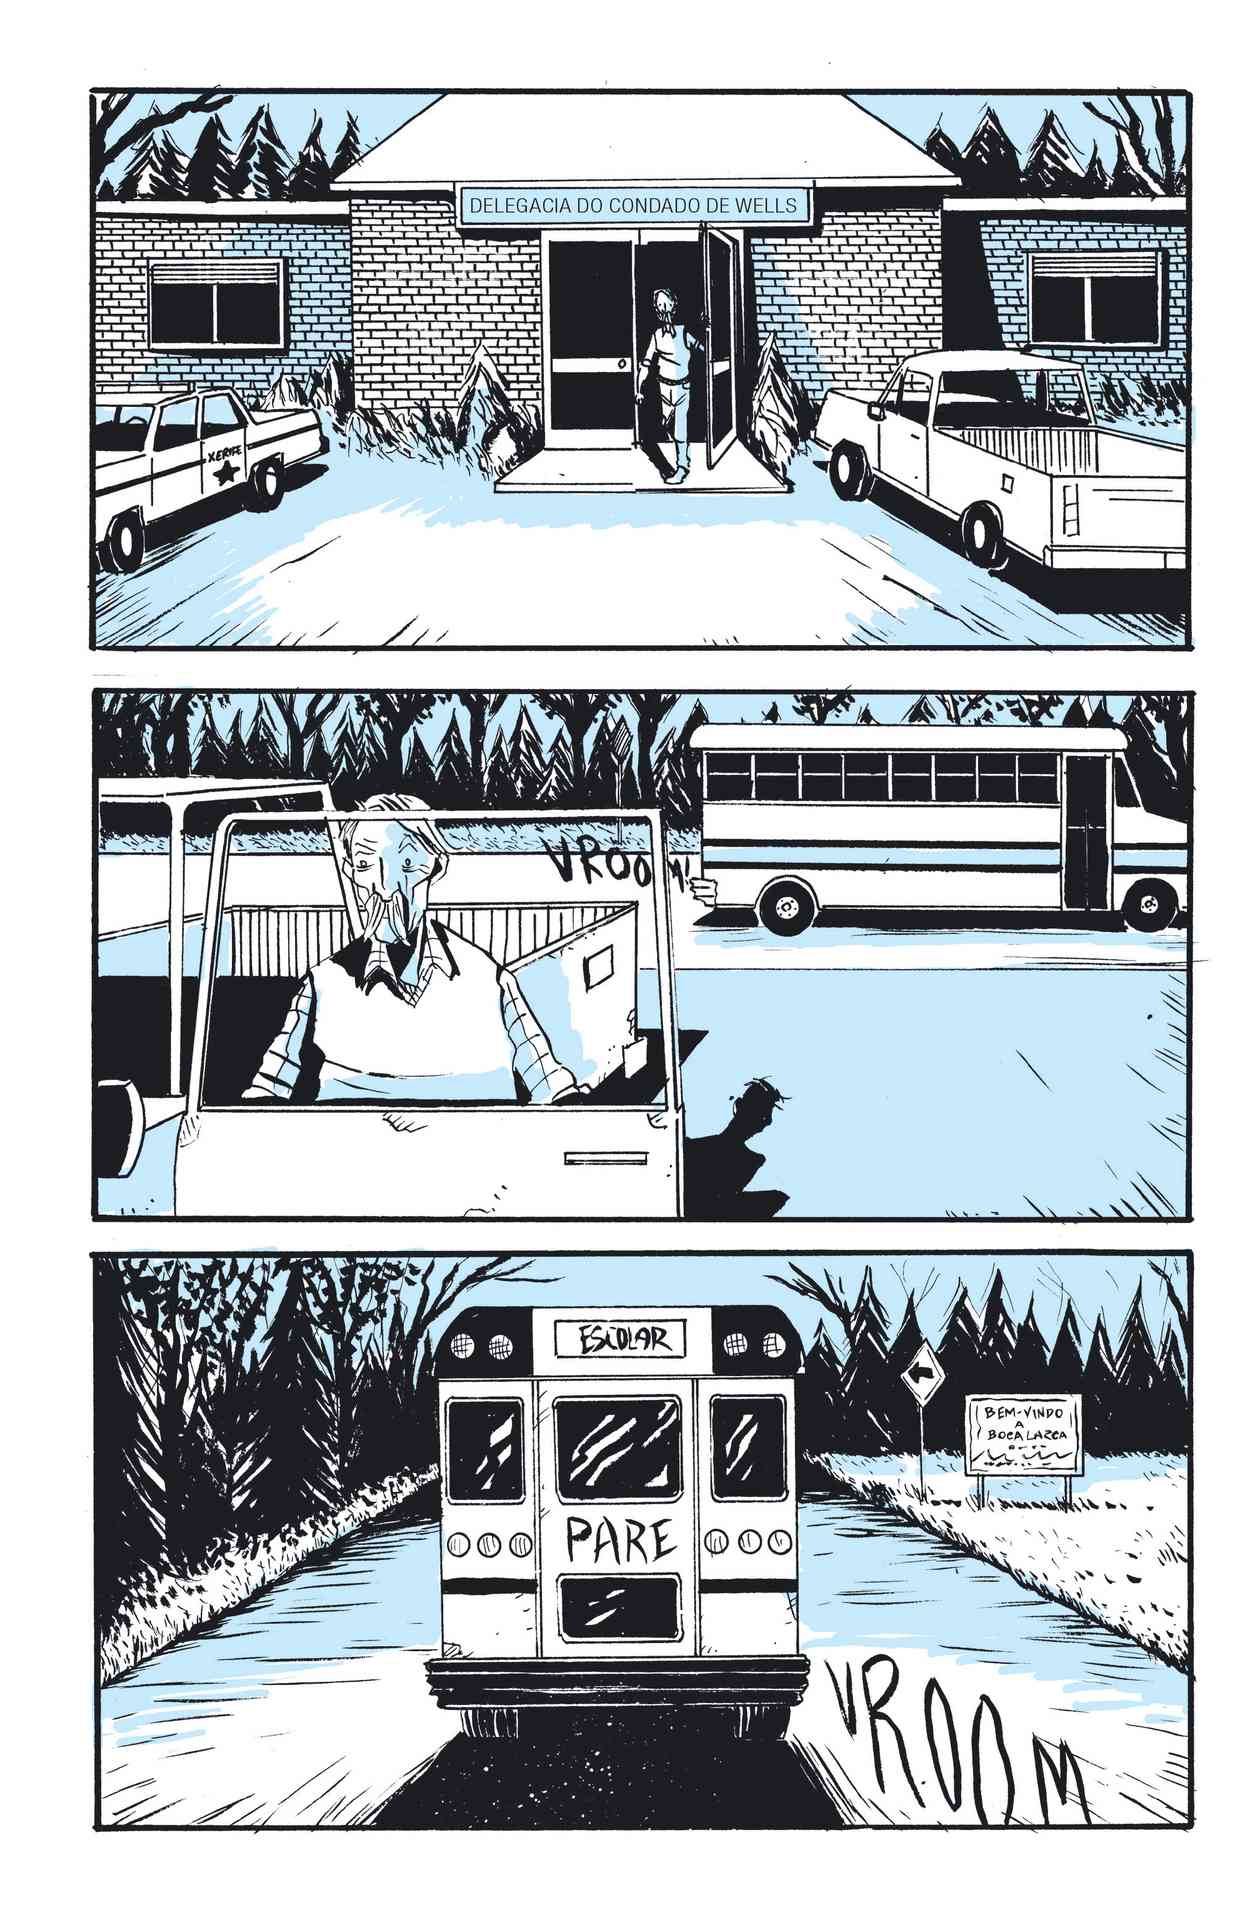 DELEGACIA DO CONDADO DE WELLS
XERIFE
VROOM!
ESCOLAR
BEM-VINDO
A
BOCALARGA
PARE
VROOM